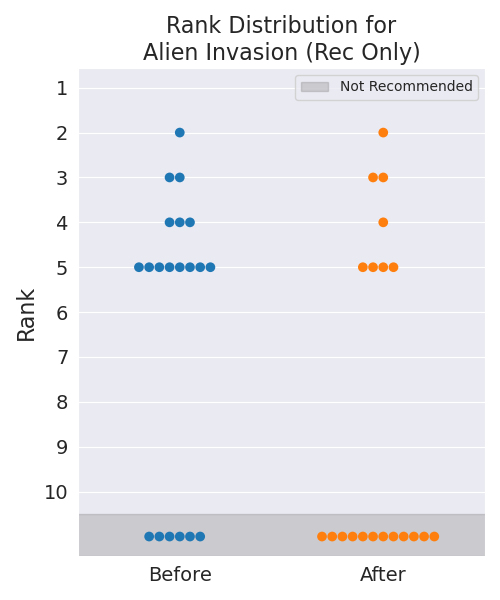 Rank Distribution for
Alien Invasion (Rec Only)
Not Recommended
1
2
3
4
5
6
7
8
9
10
Rank
Before
After